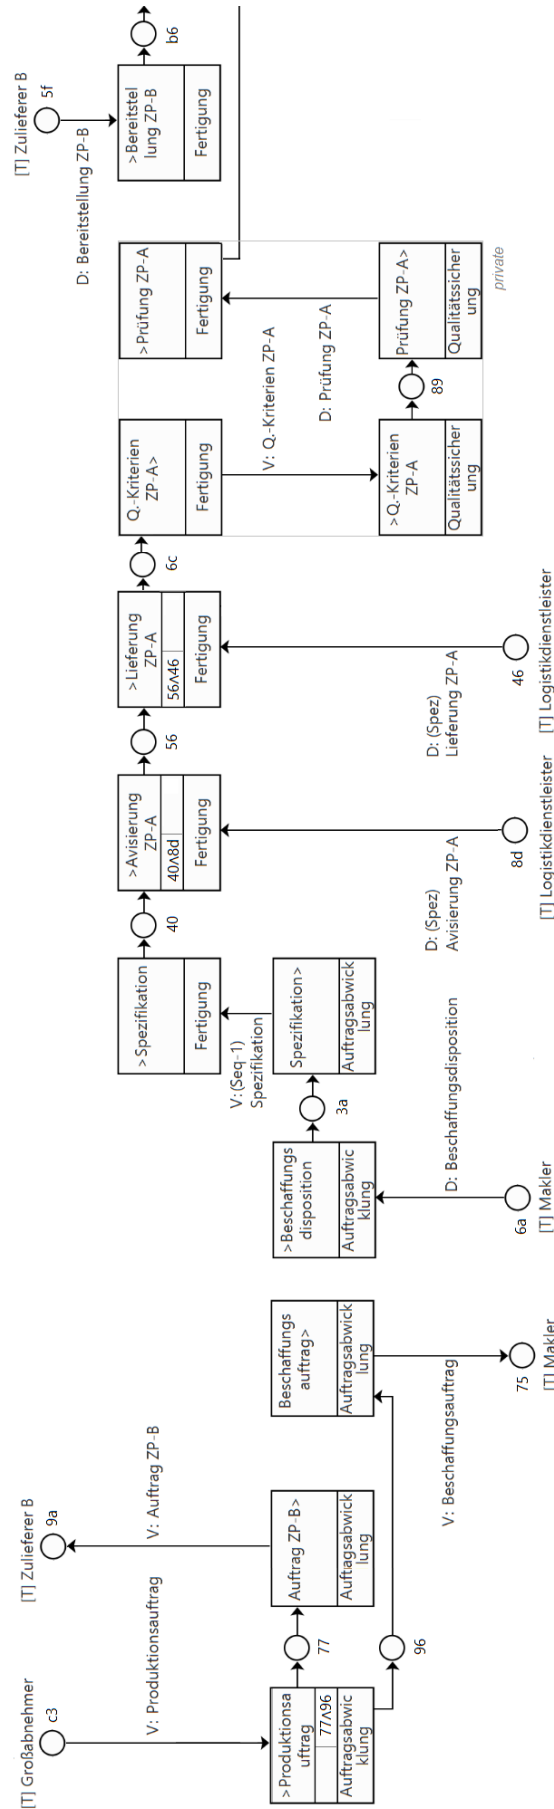 [T] Großabnehmer
c3
V: Produktionsauftrag
>Produktionsa
uftrag
77∧96
Auftragsabwic
klung
77
96
[T] Zulieferer B
9a
V: Auftrag ZP-B
Auftrag ZP-B>
Auftragsabwick
lung
Beschaffungs
auftrag>
Auftragsabwick
lung
V: Beschaffungsauftrag
75
[T] Makler
>Beschaffungs
disposition
Auftragsabwic
klung
D: Beschaffungsdisposition
6a
[T] Makler
3a
Spezifikation>
Auftragsabwick
lung
V:(Seq-1)
Spezifikation
>Spezifikation
Fertigung
40
>Avisierung
ZP-A
40∧8d
Fertigung
D: (Spez)
Avisierung ZP-A
8d
[T] Logistikdienstleister
56
>Lieferung
ZP-A
56∧46
Fertigung
D: (Spez)
Lieferung ZP-A
46
[T] Logistikdienstleister
6c
Q.-Kriterien
ZP-A>
Fertigung
V: Q.-Kriterien ZP-A
>Q.-Kriterien
ZP-A
Qualitätssicher
ung
89
Prüfung ZP-A>
Qualitätssicher
ung
D: Prüfung ZP-A
>Prüfung ZP-A
Fertigung
private
[T] Zulieferer B
5f
D: Bereitstellung ZP-B
>Bereitstel
lung ZP-B
Fertigung
b6